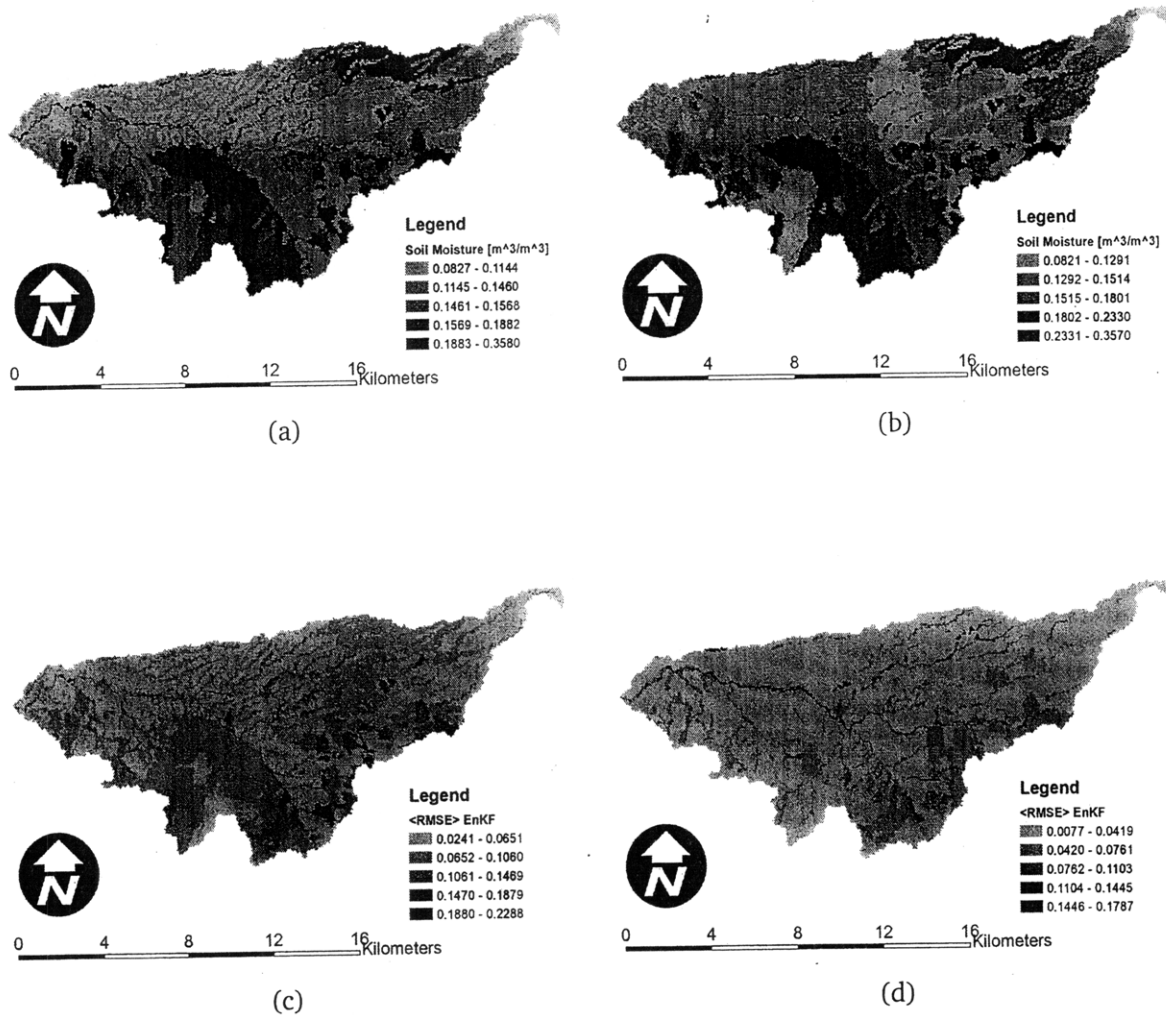 Legend
Soil Moisture [m^3/m^3]
0.0827 - 0.1144
0.1145 - 0.1460
0.1461 - 0.1568
0.1569 - 0.1882
0.1883 - 0.3580
N
0 4 8 12 16 Kilometers
(a)
Legend
Soil Moisture [m^3/m^3]
0.0821 - 0.1291
0.1292 - 0.1514
0.1515 - 0.1801
0.1802 - 0.2330
0.2331 - 0.3570
N
0 4 8 12 16 Kilometers
(b)
Legend
<RMSE> EnKF
0.0241 - 0.0651
0.0652 - 0.1060
0.1061 - 0.1469
0.1470 - 0.1879
0.1880 - 0.2288
N
0 4 8 12 16 Kilometers
(c)
Legend
<RMSE> EnKF
0.0077 - 0.0419
0.0420 - 0.0761
0.0762 - 0.1103
0.1104 - 0.1445
0.1446 - 0.1787
N
0 4 8 12 16 Kilometers
(d)